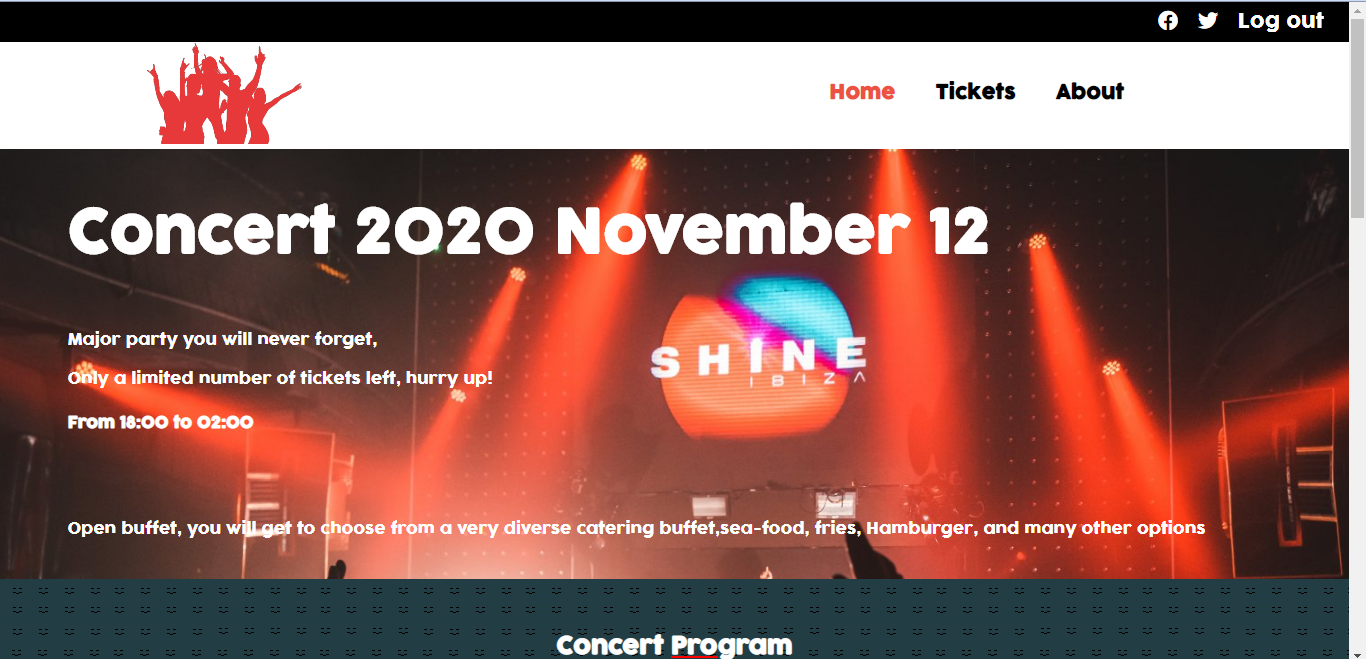 Log out
Home Tickets About
Concert 2020 November 12
Major party you will never forget,
Only a limited number of tickets left, hurry up!
From 18:00 to 02:00
SHINE
IBIZA
Open buffet, you will get to choose from a very diverse catering buffet,sea-food, fries, Hamburger, and many other options
Concert Program